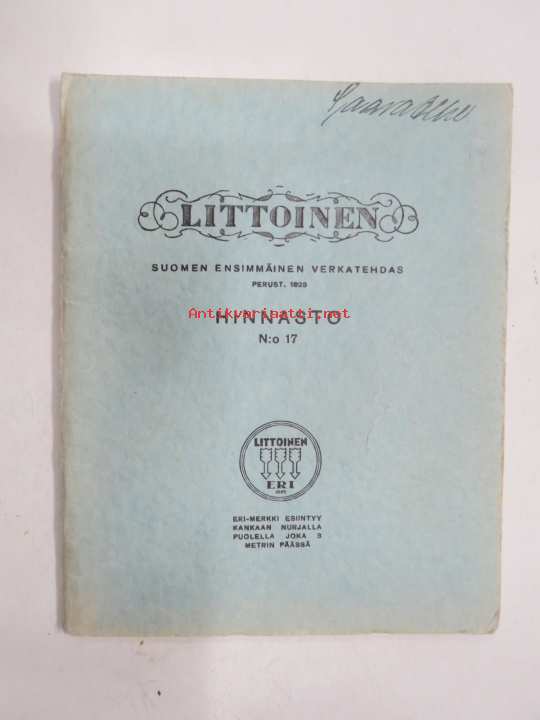 LITTOINEN
SUOMEN ENSIMMÄINEN VERKATEHDAS
PERUST. 1823
HINNASTO
Antikvariaatti.net
N:o 17
LITTOINEN
ERI
ERI-MERKKI ESIINTYY
KANKAAN NURJALLA
PUOLELLA JOKA 3
METRIN PÄÄSSÄ